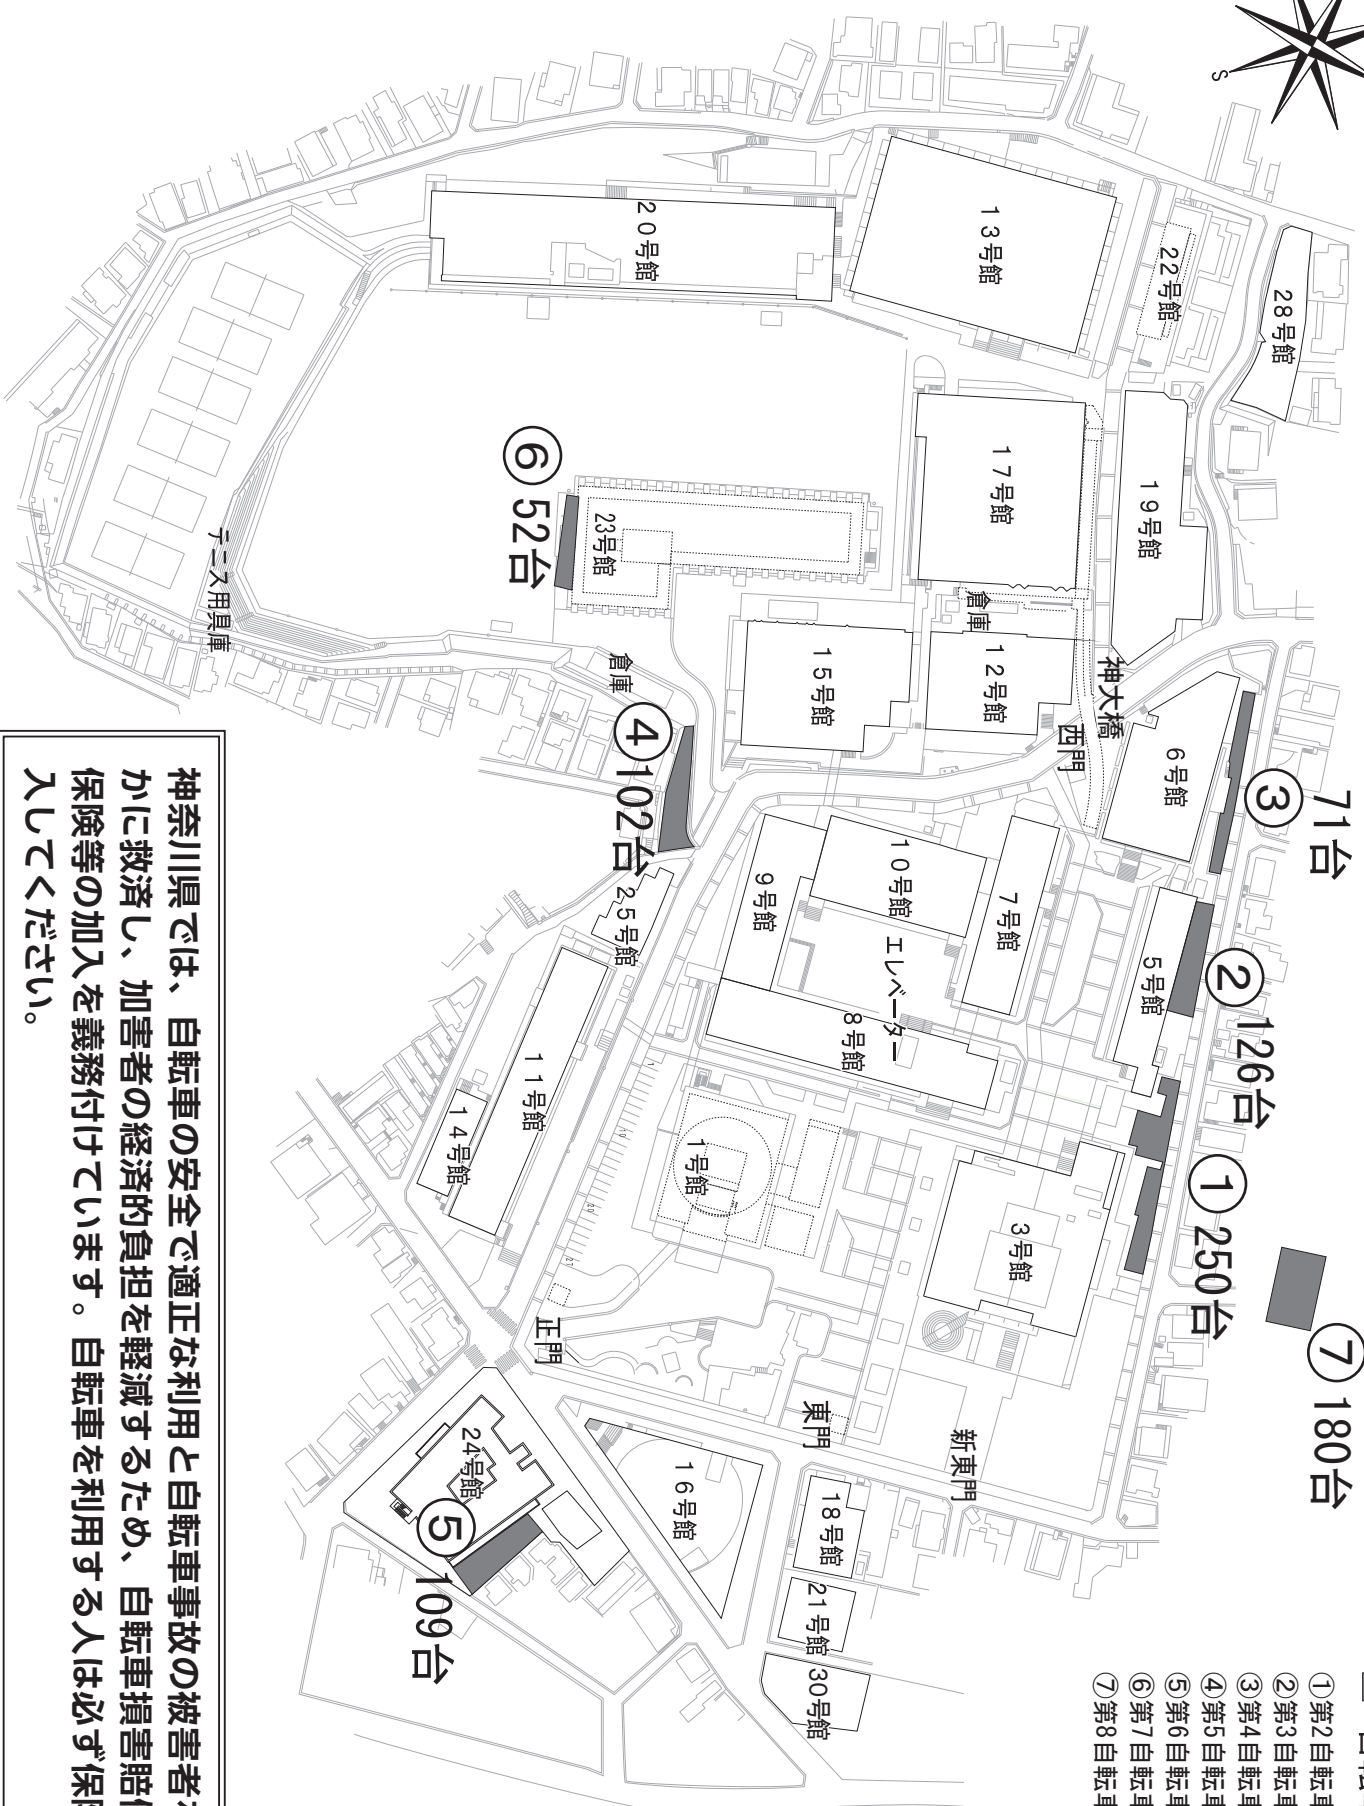 S
28号館
22号館
13号館
20号館
19号館
17号館
⑥ 52台
23号館
テニス用具庫
倉庫
15号館
12号館
倉庫
神大橋
西門
6号館
71台
③
④ 102台
25号館
9号館
10号館
7号館
エレベーター
8号館
5号館
② 126台
① 250台
⑦ 180台
11号館
14号館
1号館
3号館
1
10
20
21
正門
東門
新東門
24号館
⑤ 109台
16号館
18号館
21号館
30号館
①第2自転車
②第3自転車
③第4自転車
④第5自転車
⑤第6自転車
⑥第7自転車
⑦第8自転車
神奈川県では、自転車の安全で適正な利用と自転車事故の被害者
かに救済し、加害者の経済的負担を軽減するため、自転車損害賠
保険等の加入を義務付けています。自転車を利用する人は必ず保
入してください。